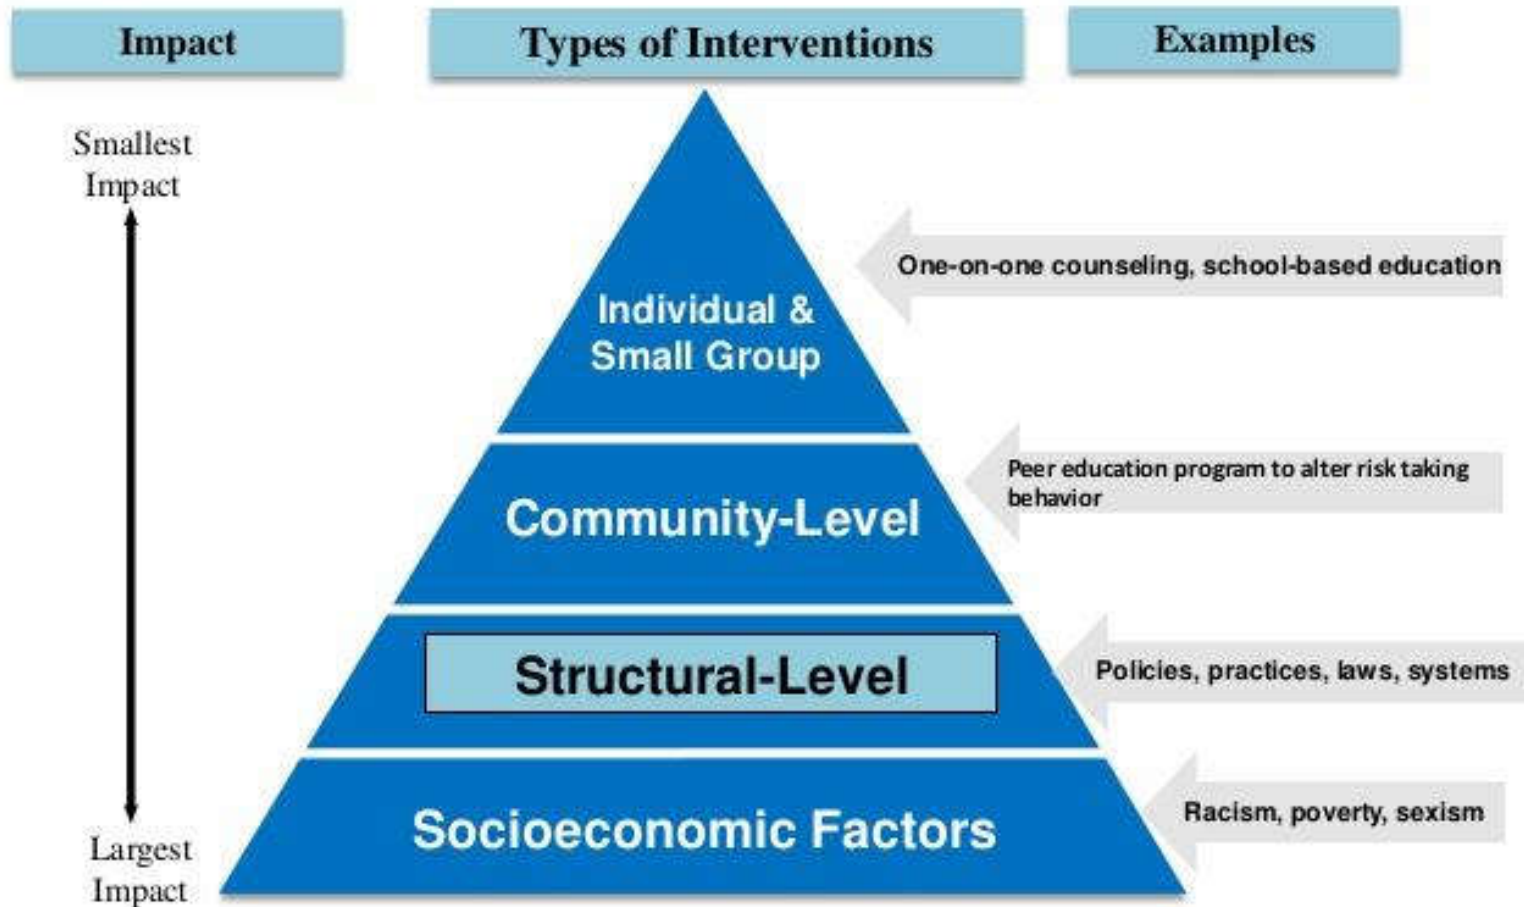 Impact
Types of Interventions
Examples
Smallest
Impact
One-on-one counseling, school-based education
Individual &
Small Group
Peer education program to alter risk taking
behavior
Community-Level
Structural-Level
Policies, practices, laws, systems
Socioeconomic Factors
Racism, poverty, sexism
Largest
Impact